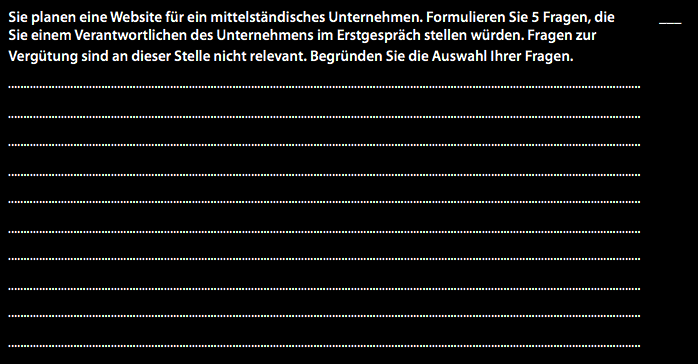 Sie planen eine Website für ein mittelständisches Unternehmen. Formulieren Sie 5 Fragen, die ___
Sie einem Verantwortlichen des Unternehmens im Erstgespräch stellen würden. Fragen zur
Vergütung sind an dieser Stelle nicht relevant. Begründen Sie die Auswahl Ihrer Fragen.